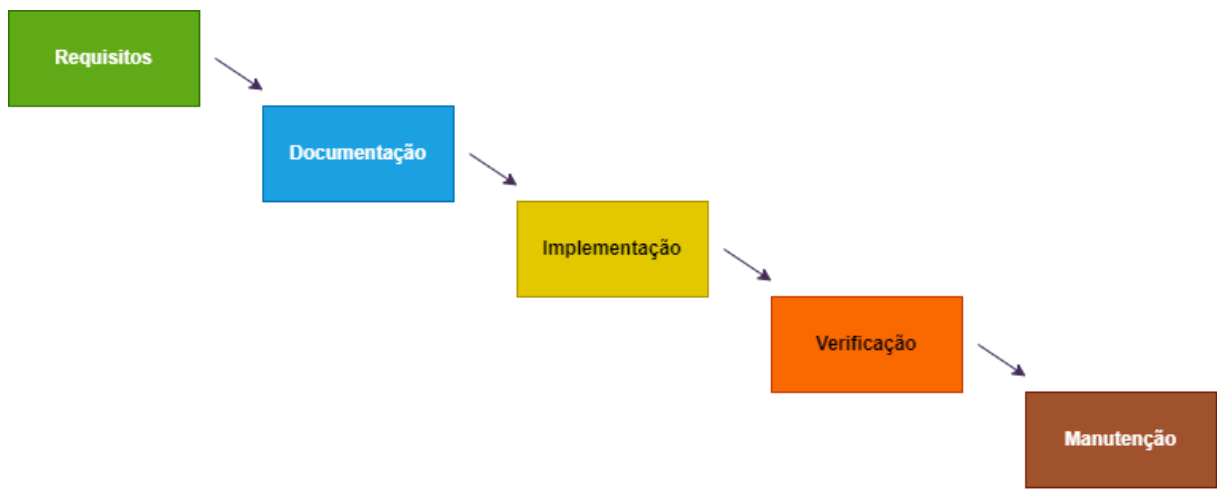 Requisitos
Documentação
Implementação
Verificação
Manutenção